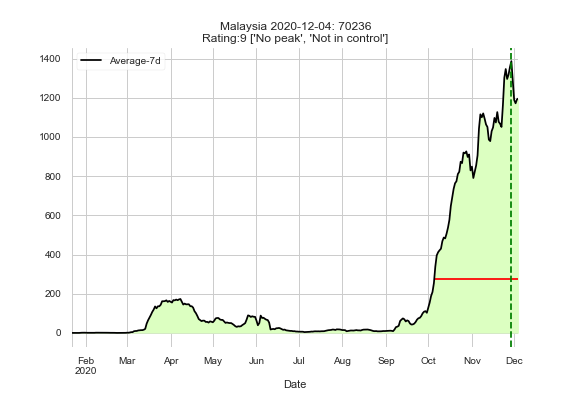 Malaysia 2020-12-04: 70236
Rating:9 ['No peak', 'Not in control']
Average-7d
1400
1200
1000
800
600
400
200
0
Feb Mar Apr May Jun Jul Aug Sep Oct Nov Dec
2020
Date